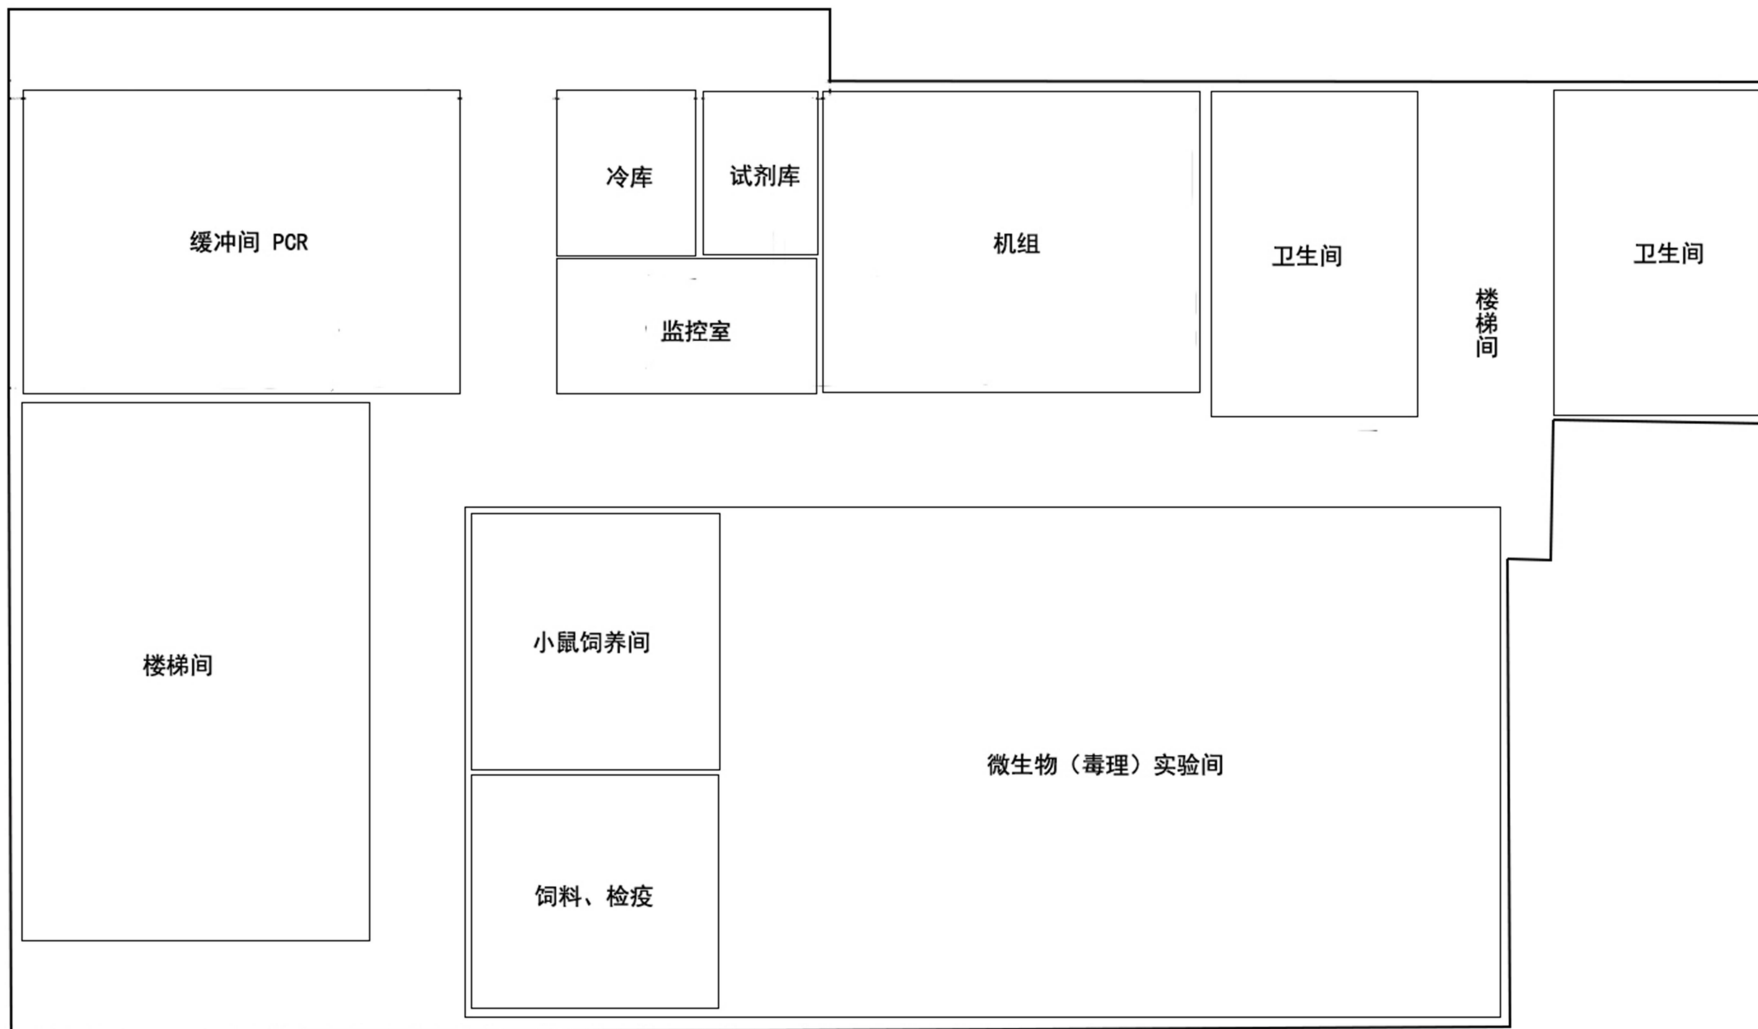 冷库
试剂库
缓冲间 PCR
机组
卫生间
卫生间
楼梯间
监控室
小鼠饲养间
楼梯间
微生物（毒理）实验间
饲料、检疫